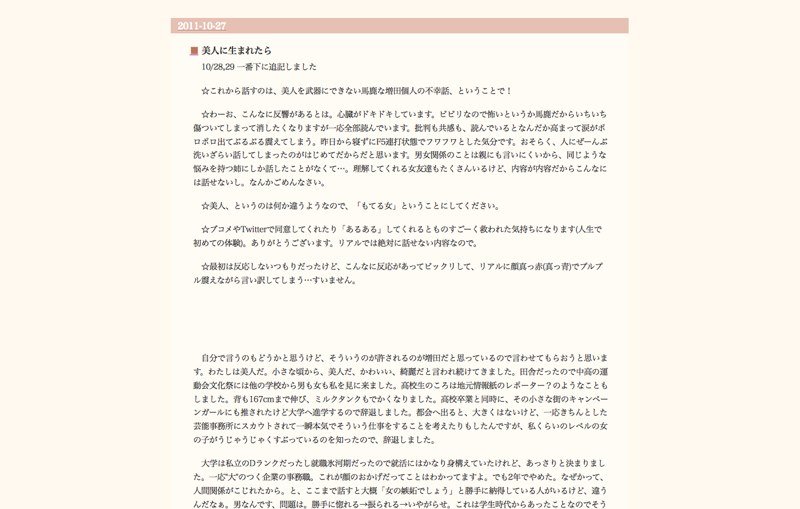 2011-10-27
美人に生まれたら
10/28,29 一番下に追記しました
☆これから話すのは、美人を武器にできない馬鹿な増田個人の不幸話、ということで！
☆わーお、こんなに反響があるとは。心臓がドキドキしています。ビビリなので怖いというか馬鹿だからいちいち
傷ついてしまって消したくなりますが一応全部読んでいます。批判も共感も、読んでいるとなんだか高まって涙がボ
ロボロ出てぶるぶる震えてしまう。昨日から寝ずにF5連打状態でフワフワとした気分です。おそらく、人にぜーんぶ
洗いざらい話してしまったのがはじめてだからだと思います。男女関係のことは親にも言いにくいから、同じような
悩みを持つ姉にしか話したことがなくて…。理解してくれる女友達もたくさんいるけど、内容が内容だからこんなに
は話せないし。なんかごめんなさい。
☆美人、というのは何か違うようなので、「もてる女」ということにしてください。
☆ブコメやTwitterで同意してくれたり「あるある」してくれるとものすごーく救われた気持ちになります(人生で
初めての体験)。ありがとうございます。リアルでは絶対に話せない内容なので。
☆最初は反応しないつもりだったけど、こんなに反応があってビックリして、リアルに顔真っ赤(真っ青)でブルブ
ル震えながら言い訳してしまう…すいません。
自分で言うのもどうかと思うけど、そういうのが許されるのが増田だと思っているので言わせてもらおうと思いま
す。わたしは美人だ。小さな頃から、美人だ、かわいい、綺麗だと言われ続けてきました。田舎だったので中高の運
動会文化祭には他の学校から男も女も私を見に来ました。高校生のころは地元情報紙のレポーター？のようなことも
しました。背も167cmまで伸び、ミルクタンクもでかくなりました。高校卒業と同時に、その小さな街のキャンペー
ンガールにも推されたけど大学へ進学するので辞退しました。都会へ出ると、大きくはないけど、一応きちんとした
芸能事務所にスカウトされて一瞬本気でそういう仕事をすることを考えたりもしたんですが、私くらいのレベルの女
の子がうじゃうじゃくすぶっているのを知ったので、辞退しました。
大学は私立のDランクだったし就職氷河期だったので就活にはかなり身構えていたけれど、あっさりと決まりまし
た。一応"大"のつく企業の事務職。これが顔のおかげだってことはわかってますよ。でも2年でやめた。なぜかって、
人間関係がこじれたから。と、ここまで話すと大概「女の嫉妬でしょう」と勝手に納得している人がいるけど、違う
んだなぁ。男なんです、問題は。勝手に惚れる→振られる→いやがらせ。これは学生時代からあったことなのでそう